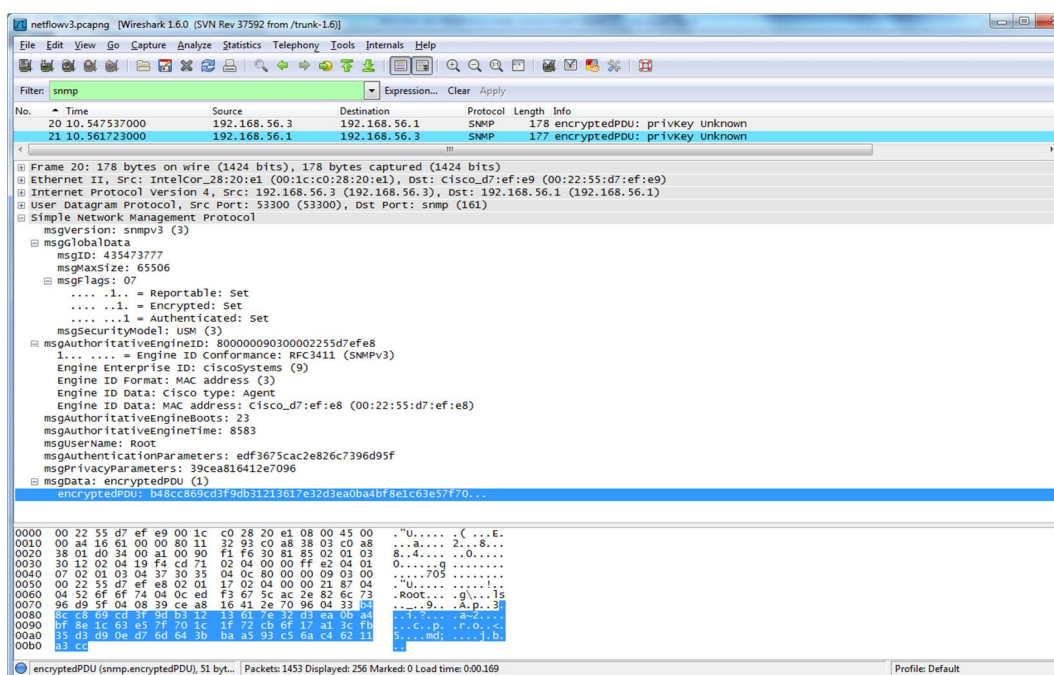 netflowv3.pcapng [Wireshark 1.6.0 (SVN Rev 37592 from /trunk-1.6)]
File Edit View Go Capture Analyze Statistics Telephony Tools Internals Help
Filter: snmp Expression... Clear Apply
No. Time Source Destination Protocol Length Info
20 10.547537000 192.168.56.3 192.168.56.1 SNMP 178 encryptedPDU: privKey Unknown
21 10.561723000 192.168.56.1 192.168.56.3 SNMP 177 encryptedPDU: privKey Unknown
Frame 20: 178 bytes on wire (1424 bits), 178 bytes captured (1424 bits)
Ethernet II, Src: IntelCor_28:20:e1 (00:1c:c0:28:20:e1), Dst: Cisco_d7:ef:e9 (00:22:55:d7:ef:e9)
Internet Protocol Version 4, Src: 192.168.56.3 (192.168.56.3), Dst: 192.168.56.1 (192.168.56.1)
User Datagram Protocol, Src Port: 53300 (53300), Dst Port: snmp (161)
Simple Network Management Protocol
msgVersion: snmpv3 (3)
msgGlobalData
msgID: 435473777
msgMaxSize: 65506
msgFlags: 07
.... .1.. = Reportable: Set
.... ..1. = Encrypted: Set
.... ...1 = Authenticated: Set
msgSecurityModel: USM (3)
msgAuthoritativeEngineID: 800000090300002255d7efe8
1... .... = Engine ID Conformance: RFC3411 (SNMPv3)
Engine Enterprise ID: ciscoSystems (9)
Engine ID Format: MAC address (3)
Engine ID Data: Cisco type: Agent
Engine ID Data: MAC address: Cisco_d7:ef:e8 (00:22:55:d7:ef:e8)
msgAuthoritativeEngineBoots: 23
msgAuthoritativeEngineTime: 8583
msgUserName: Root
msgAuthenticationParameters: edf3675cac2e826c7396d95f
msgPrivacyParameters: 39cea816412e7096
msgData: encryptedPDU (1)
encryptedPDU: b48cc869cd3f9db31213617e32d3ea0ba4bf8e1c63e57f70...
0000 00 22 55 d7 ef e9 00 1c c0 28 20 e1 08 00 45 00 ."U..... .( ...E.
0010 00 a4 16 61 00 00 80 11 32 93 c0 a8 38 03 c0 a8 ...a.... 2...8...
0020 38 01 d0 34 00 a1 00 90 f1 f6 30 81 85 02 01 03 8..4.... ..0.....
0030 30 12 02 04 19 f4 cd 71 02 04 00 00 ff e2 04 01 0......q ........
0040 07 02 01 03 04 37 30 35 04 0c 80 00 00 09 03 00 .....705 ........
0050 00 22 55 d7 ef e8 02 01 17 02 04 00 00 21 87 04 ."U..... .....!..
0060 04 52 6f 6f 74 04 0c ed f3 67 5c ac 2e 82 6c 73 .Root... .g\...ls
0070 96 d9 5f 04 08 39 ce a8 16 41 2e 70 96 04 33 b4 .._..9.. .A.p..3.
0080 8c c8 69 cd 3f 9d b3 12 13 61 7e 32 d3 ea 0b a4 ..i.?... .a~2....
0090 bf 8e 1c 63 e5 7f 70 1c 1f 72 cb 6f 17 a1 3c fb ...c..p. .r.o..<.
00a0 35 d3 d9 0e d7 6d 64 3b ba a5 93 c5 6a c4 62 11 5....md; ....j.b.
00b0 a3 cc ..
encryptedPDU (snmp.encryptedPDU), 51 byt... Packets: 1453 Displayed: 256 Marked: 0 Load time: 0:00.169 Profile: Default